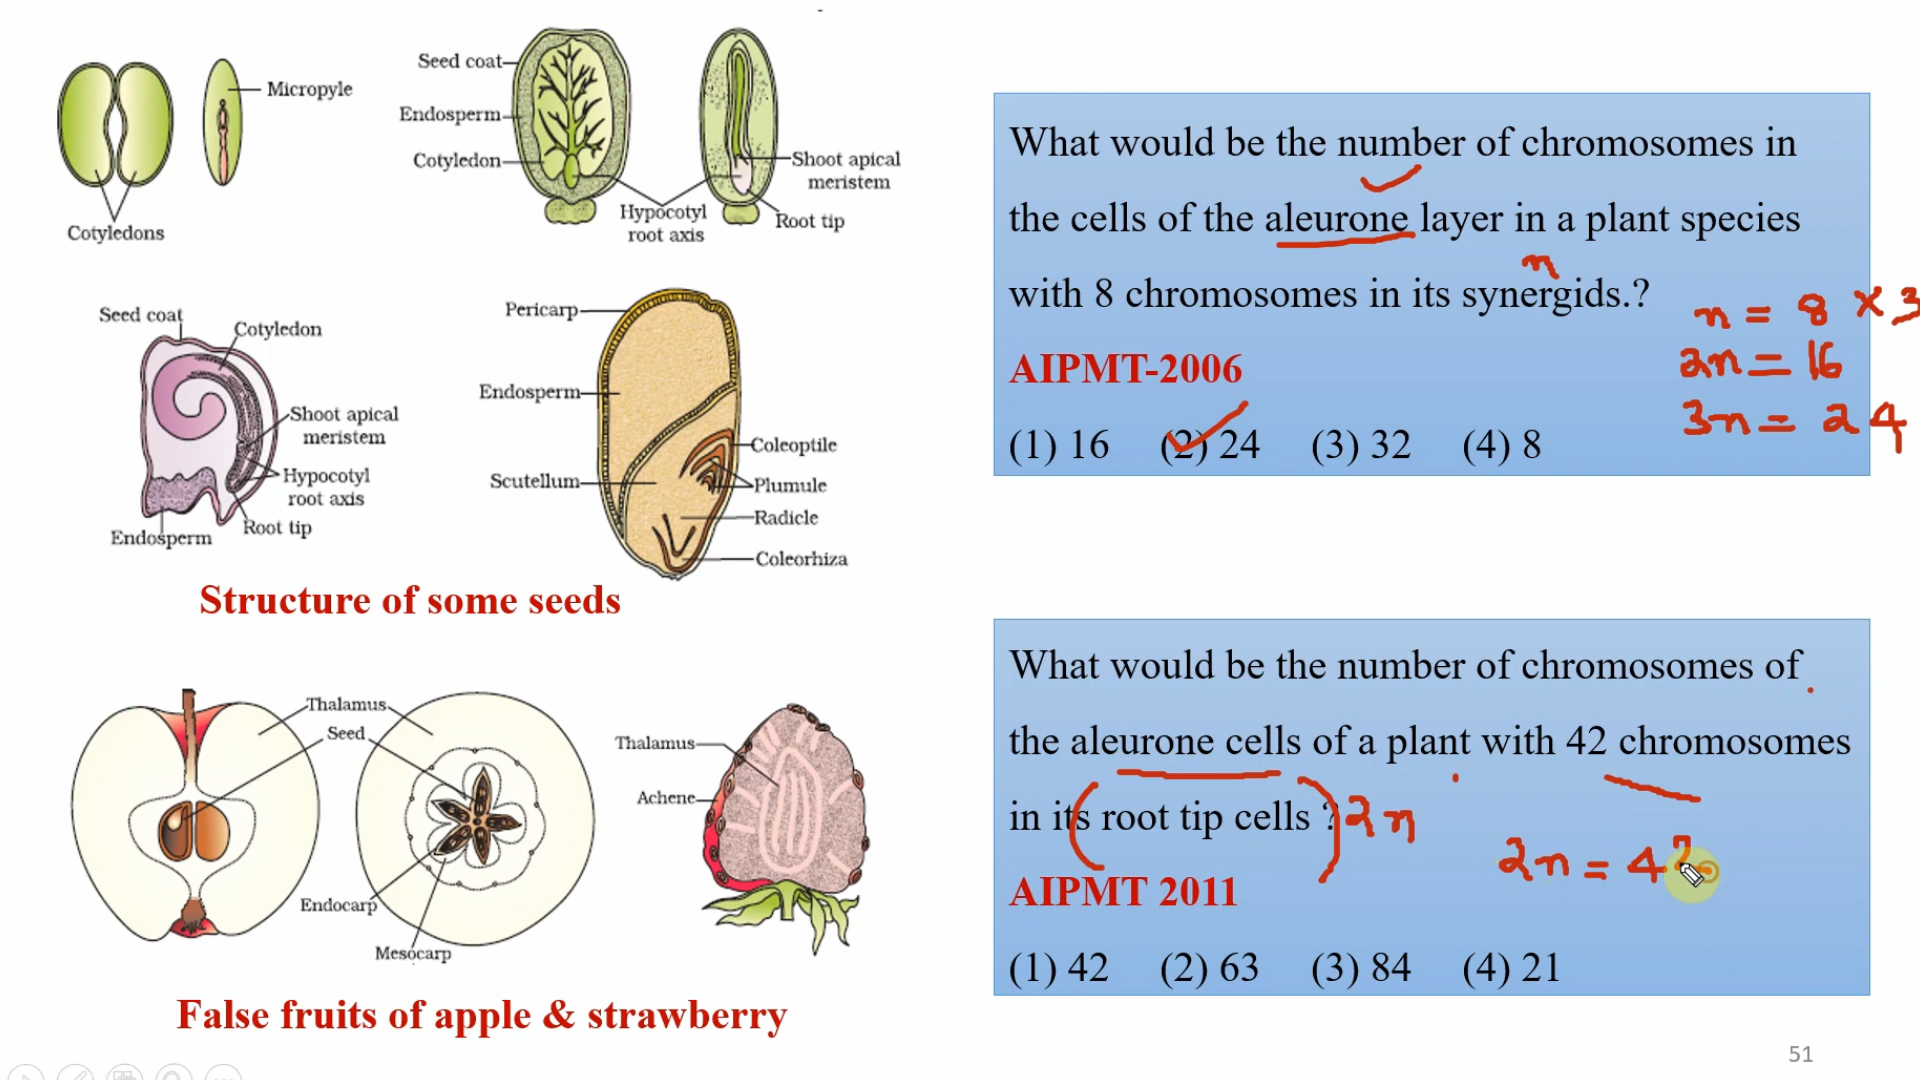 Micropyle
Cotyledons
Seed coat
Endosperm
Cotyledon
Hypocotyl
root axis
Shoot apical
meristem
Root tip
Seed coat
Cotyledon
Shoot apical
meristem
Hypocotyl
root axis
Root tip
Endosperm
Pericarp
Endosperm
Scutellum
Coleoptile
Plumule
Radicle
Coleorhiza
Structure of some seeds
Thalamus
Seed
Endocarp
Mesocarp
Thalamus
Achene
False fruits of apple & strawberry
What would be the number of chromosomes in
the cells of the aleurone layer in a plant species
n
with 8 chromosomes in its synergids.?
AIPMT-2006
(1) 16 (2) 24 (3) 32 (4) 8
n = 8 × 3
2n = 16
3n = 24
What would be the number of chromosomes of
the aleurone cells of a plant with 42 chromosomes
in its root tip cells ? 2n
2n = 42
AIPMT 2011
(1) 42 (2) 63 (3) 84 (4) 21
51